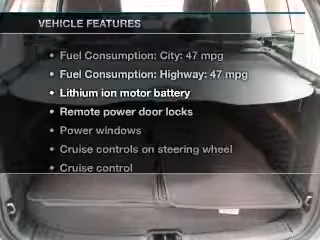 VEHICLE FEATURES
• Fuel Consumption: City: 47 mpg
• Fuel Consumption: Highway: 47 mpg
• Lithium ion motor battery
• Remote power door locks
• Power windows
• Cruise controls on steering wheel
• Cruise control